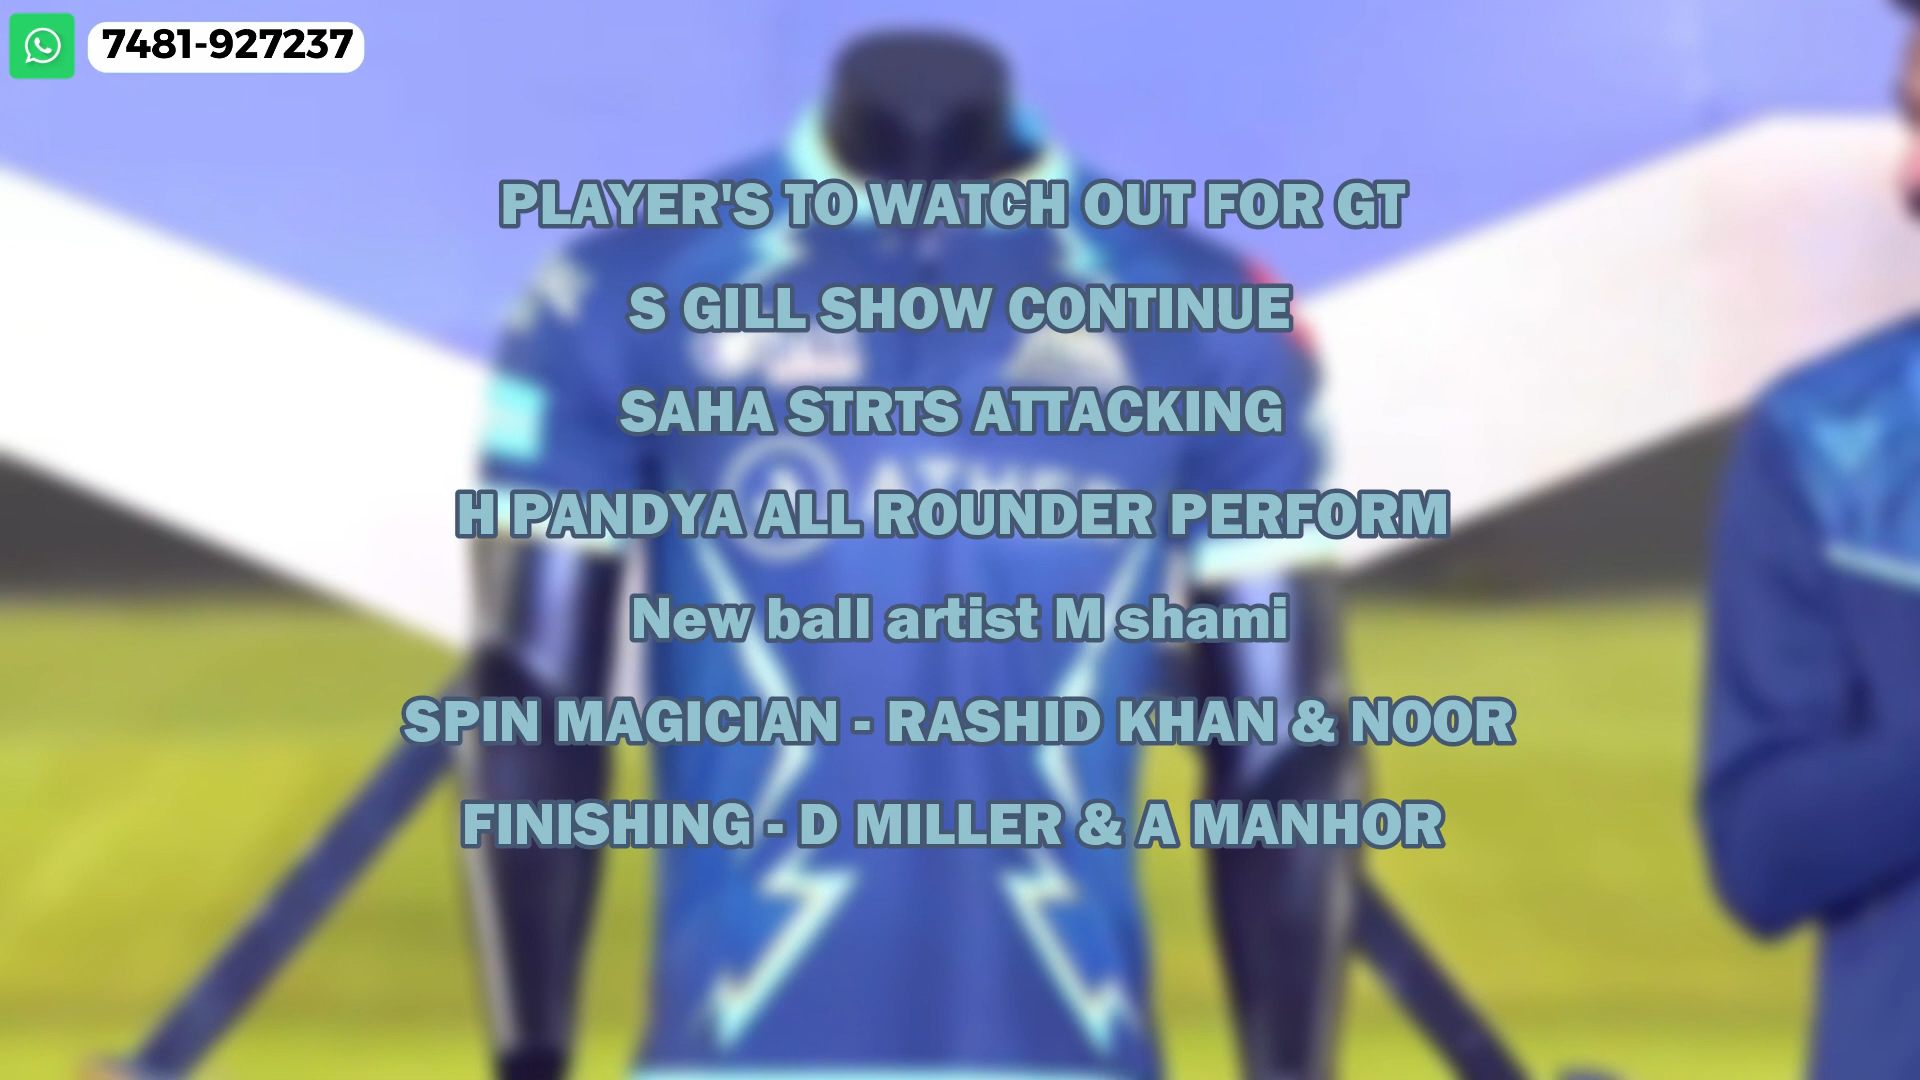 7481-927237
PLAYER'S TO WATCH OUT FOR GT
S GILL SHOW CONTINUE
SAHA STRTS ATTACKING
H PANDYA ALL ROUNDER PERFORM
New ball artist M shami
SPIN MAGICIAN - RASHID KHAN & NOOR
FINISHING - D MILLER & A MANHOR